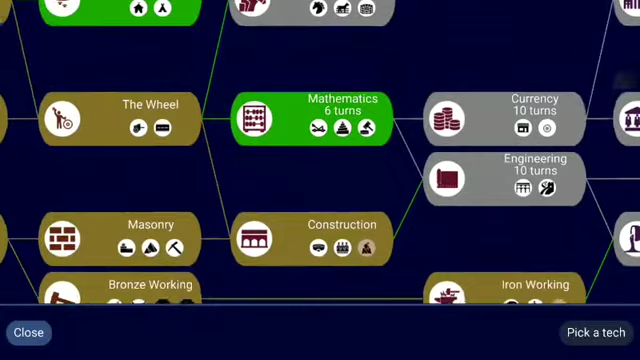 The Wheel
Mathematics
6 turns
Currency
10 turns
Engineering
10 turns
Masonry
Construction
Bronze Working
Iron Working
Close
Pick a tech